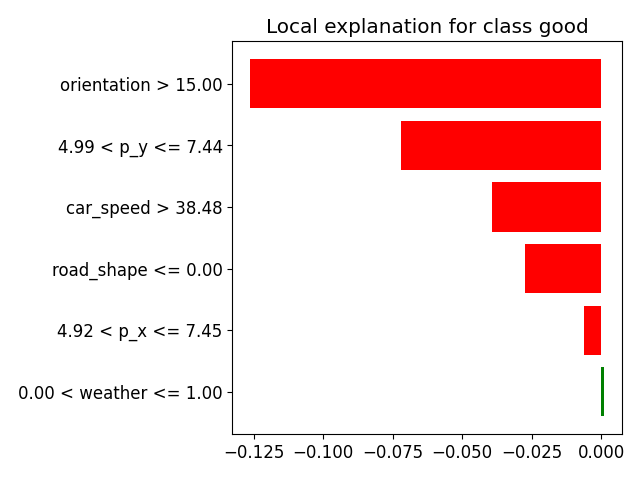 Local explanation for class good
orientation > 15.00
4.99 < p_y <= 7.44
car_speed > 38.48
road_shape <= 0.00
4.92 < p_x <= 7.45
0.00 < weather <= 1.00
−0.125 −0.100 −0.075 −0.050 −0.025 0.000